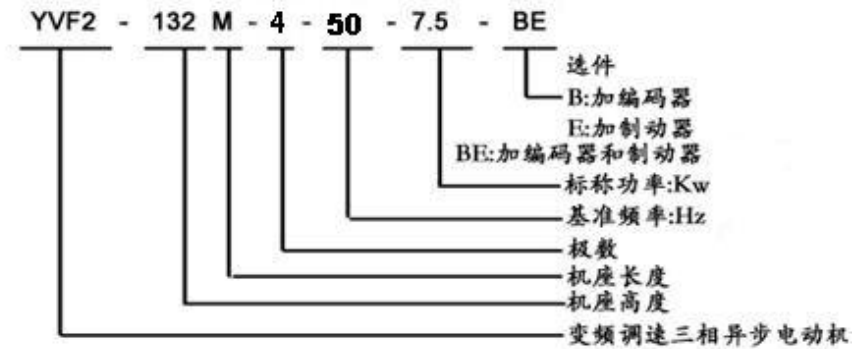 YVF2 - 132 M - 4 - 50 - 7.5 - BE
选件
B:加编码器
E:加制动器
BE:加编码器和制动器
标称功率:Kw
基准频率:Hz
极数
机座长度
机座高度
变频调速三相异步电动机